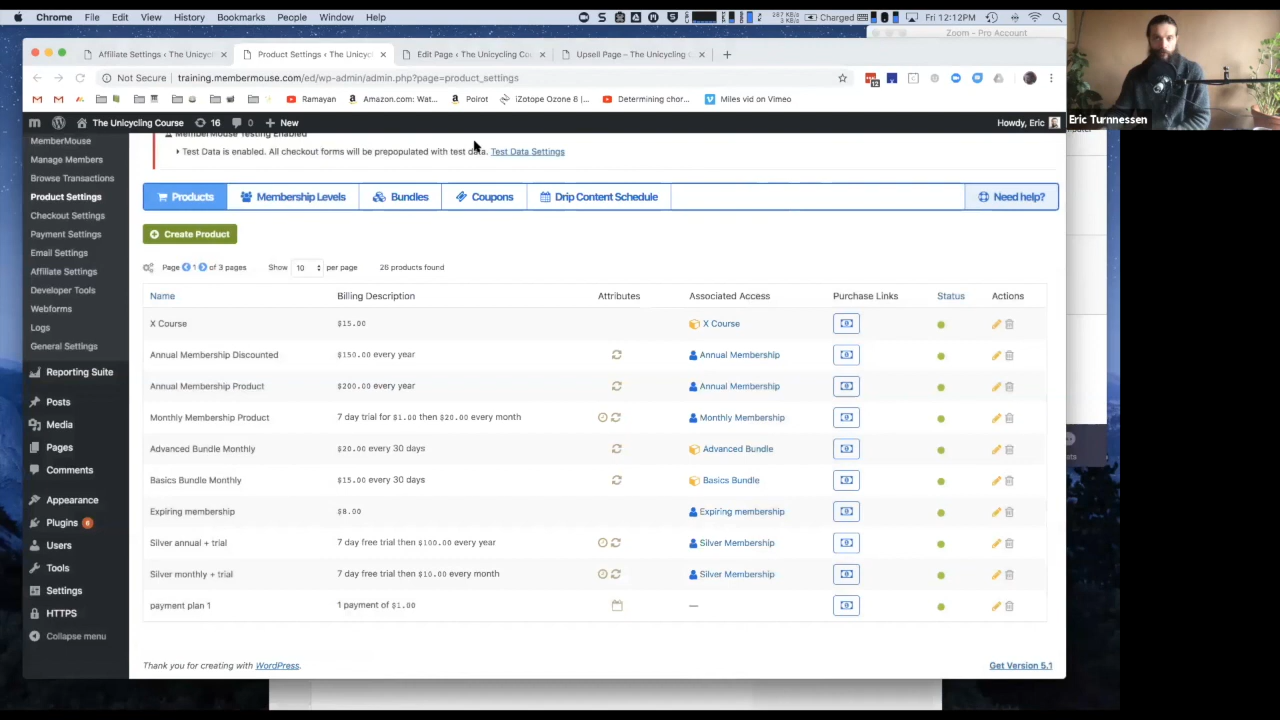 Chrome File Edit View History Bookmarks People Window Help
267 KB
3 KB
Charged Fri 12:12PM
Zoom - Pro Account
Affiliate Settings < The Unicyc
Product Settings < The Unicyc
Edit Page < The Unicycling Cou
Upsell Page – The Unicycling C
Not Secure training.membermouse.com/ed/wp-admin/admin.php?page=product_settings
12
Ramayan
Amazon.com: Wat...
Poirot
iZotope Ozone 8 |...
Determining chor...
Miles vid on Vimeo
Eric Turnnessen
The Unicycling Course 16 0 New
Howdy, Eric
MemberMouse Testing Enabled
Test Data is enabled. All checkout forms will be prepopulated with test data. Test Data Settings
MemberMouse
Manage Members
Browse Transactions
Product Settings
Checkout Settings
Payment Settings
Email Settings
Affiliate Settings
Developer Tools
Webforms
Logs
General Settings
Reporting Suite
Posts
Media
Pages
Comments
Appearance
Plugins 6
Users
Tools
Settings
HTTPS
Collapse menu
Products Membership Levels Bundles Coupons Drip Content Schedule Need help?
Create Product
Page 1 of 3 pages Show 10 per page 26 products found
Name Billing Description Attributes Associated Access Purchase Links Status Actions
X Course $15.00 X Course
Annual Membership Discounted $150.00 every year Annual Membership
Annual Membership Product $200.00 every year Annual Membership
Monthly Membership Product 7 day trial for $1.00 then $20.00 every month Monthly Membership
Advanced Bundle Monthly $20.00 every 30 days Advanced Bundle
Basics Bundle Monthly $15.00 every 30 days Basics Bundle
Expiring membership $8.00 Expiring membership
Silver annual + trial 7 day free trial then $100.00 every year Silver Membership
Silver monthly + trial 7 day free trial then $10.00 every month Silver Membership
payment plan 1 1 payment of $1.00 —
Thank you for creating with WordPress.
Get Version 5.1